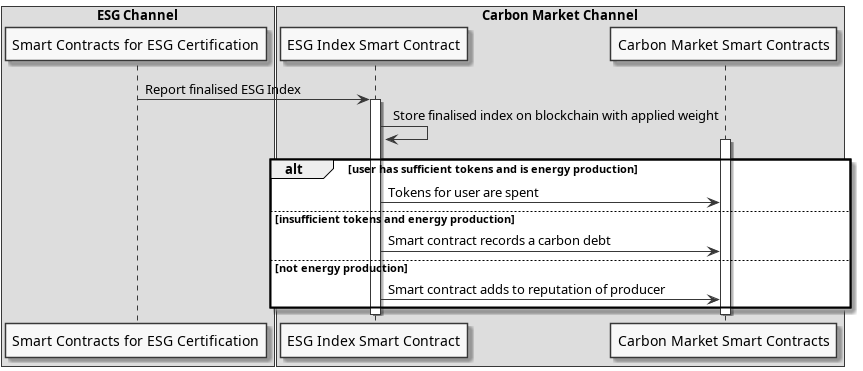 ESG Channel
Carbon Market Channel
Smart Contracts for ESG Certification
ESG Index Smart Contract
Carbon Market Smart Contracts
Report finalised ESG Index
Store finalised index on blockchain with applied weight
alt
[user has sufficient tokens and is energy production]
Tokens for user are spent
[insufficient tokens and energy production]
Smart contract records a carbon debt
[not energy production]
Smart contract adds to reputation of producer
Smart Contracts for ESG Certification
ESG Index Smart Contract
Carbon Market Smart Contracts